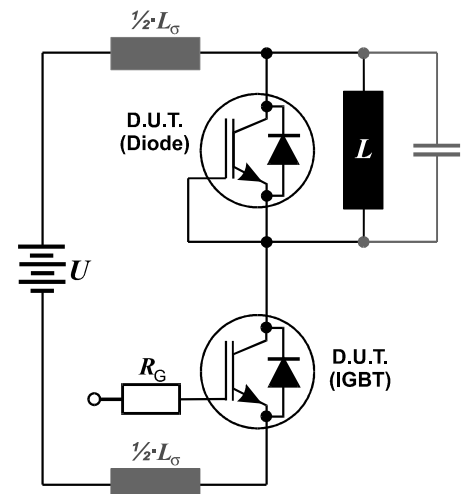 ½·Lσ
D.U.T.
(Diode)
L
U
D.U.T.
(IGBT)
RG
½·Lσ